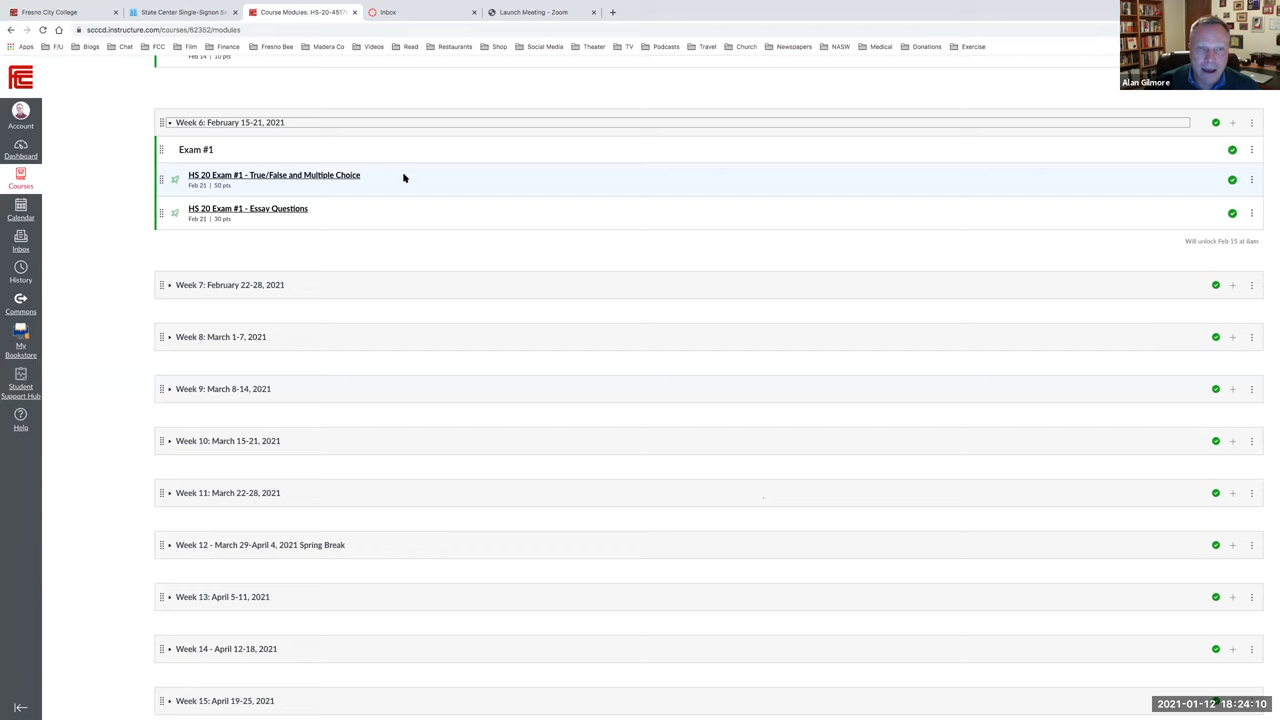 Fresno City College
State Center Single-Signon Se
Course Modules: HS-20-4517
Inbox
Launch Meeting - Zoom
scccd.instructure.com/courses/62352/modules
Apps
F/U
Blogs
Chat
FCC
Film
Finance
Fresno Bee
Madera Co
Videos
Read
Restaurants
Shop
Social Media
Theater
TV
Podcasts
Travel
Church
Newspapers
NASW
Medical
Donations
Exercise
Alan Gilmore
FCC
Account
Dashboard
Courses
Calendar
Inbox
History
Commons
My
Bookstore
Student
Support Hub
Help
Feb 14 | 10 pts
Week 6: February 15-21, 2021
Exam #1
HS 20 Exam #1 - True/False and Multiple Choice
Feb 21 | 50 pts
HS 20 Exam #1 - Essay Questions
Feb 21 | 30 pts
Will unlock Feb 15 at 8am
Week 7: February 22-28, 2021
Week 8: March 1-7, 2021
Week 9: March 8-14, 2021
Week 10: March 15-21, 2021
Week 11: March 22-28, 2021
Week 12 - March 29-April 4, 2021 Spring Break
Week 13: April 5-11, 2021
Week 14 - April 12-18, 2021
Week 15: April 19-25, 2021
2021-01-12 18:24:10